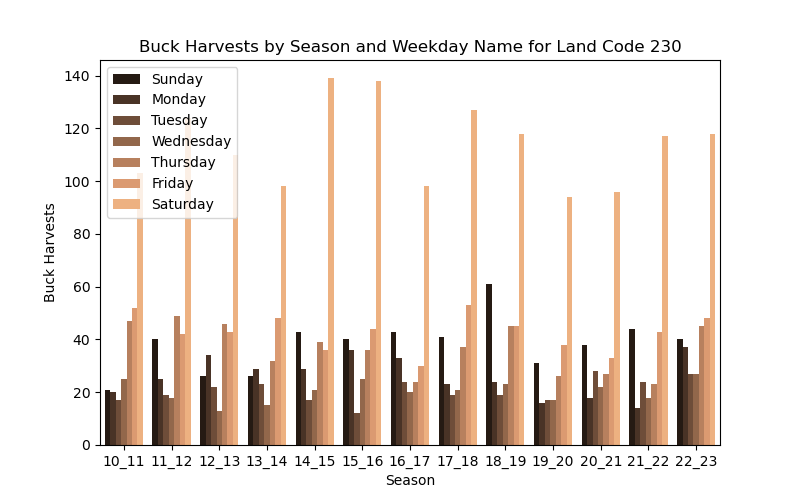 Buck Harvests by Season and Weekday Name for Land Code 230
Buck Harvests
140
120
100
80
60
40
20
0
Sunday
Monday
Tuesday
Wednesday
Thursday
Friday
Saturday
10_11 11_12 12_13 13_14 14_15 15_16 16_17 17_18 18_19 19_20 20_21 21_22 22_23
Season